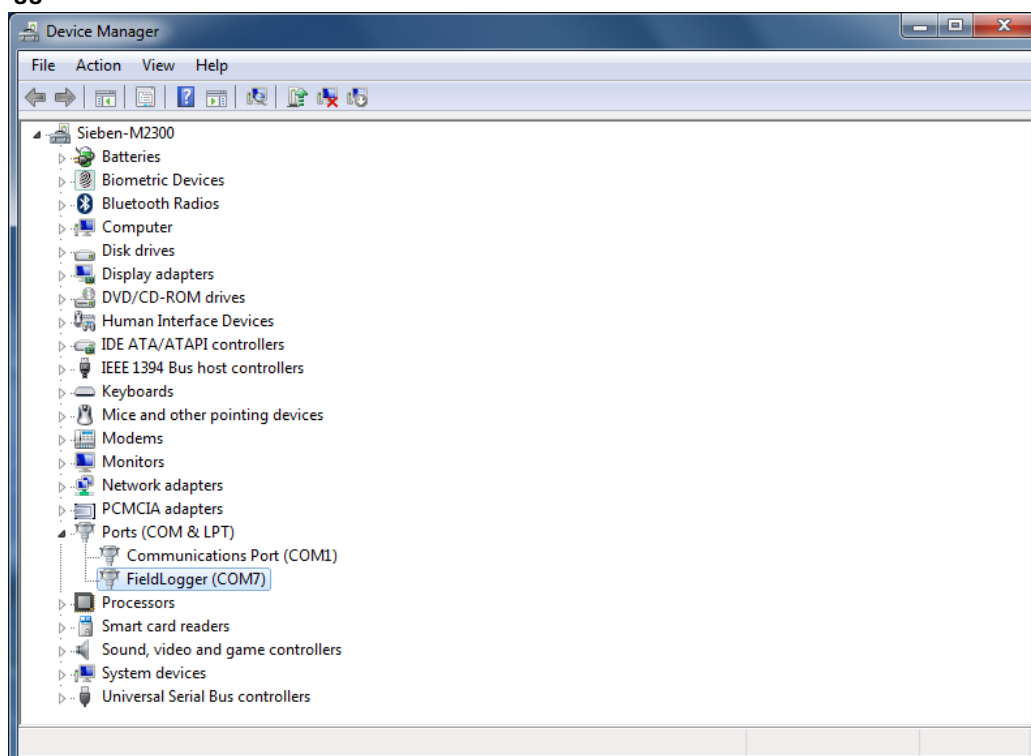 Device Manager
File Action View Help
Sieben-M2300
Batteries
Biometric Devices
Bluetooth Radios
Computer
Disk drives
Display adapters
DVD/CD-ROM drives
Human Interface Devices
IDE ATA/ATAPI controllers
IEEE 1394 Bus host controllers
Keyboards
Mice and other pointing devices
Modems
Monitors
Network adapters
PCMCIA adapters
Ports (COM & LPT)
Communications Port (COM1)
FieldLogger (COM7)
Processors
Smart card readers
Sound, video and game controllers
System devices
Universal Serial Bus controllers